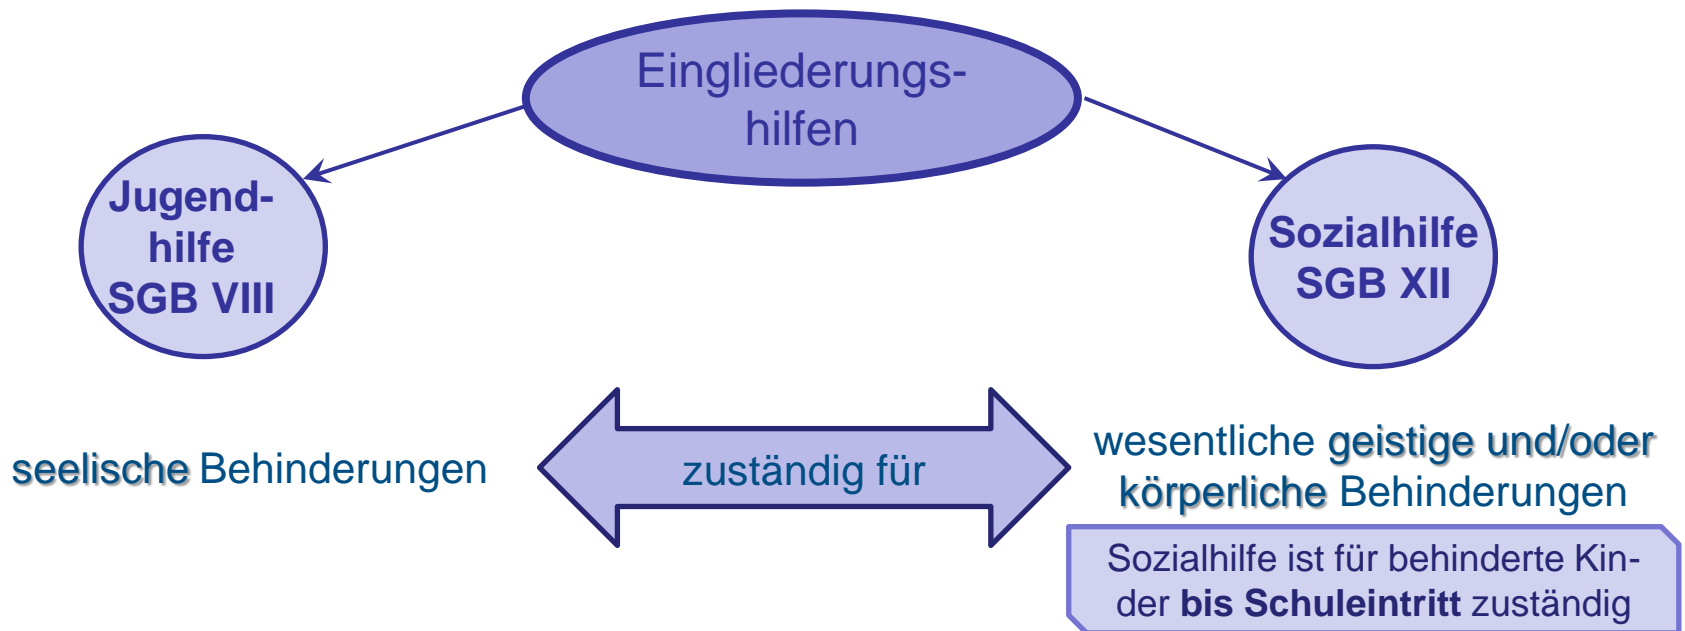 Eingliederungs-
hilfen
Jugend-
hilfe
SGB VIII
Sozialhilfe
SGB XII
seelische Behinderungen
zuständig für
wesentliche geistige und/oder
körperliche Behinderungen
Sozialhilfe ist für behinderte Kin-
der bis Schuleintritt zuständig